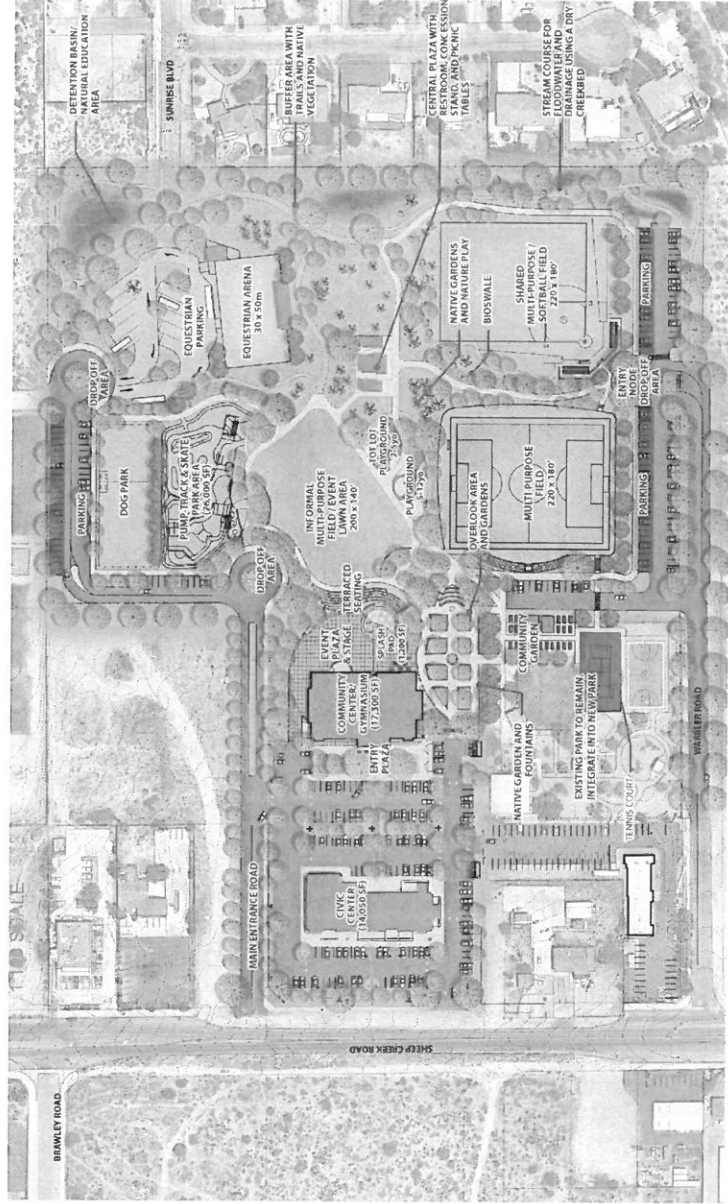 DETENTION BASIN/
NATURAL EDUCATION
AREA
SUNRISE BLVD
BUFFER AREA WITH
TRAILS AND NATIVE
VEGETATION
CENTRAL PLAZA WITH
RESTROOM, CONCESSION
STAND, AND PICNIC
TABLES
STREAM COURSE FOR
FLOODWATER AND
DRAINAGE USING A DRY
CREEKBED
DROP OFF
AREA
EQUESTRIAN
PARKING
EQUESTRIAN ARENA
30 x 50m
NATIVE GARDENS
AND NATURE PLAY
BIOSWALE
SHARED
MULTI-PURPOSE /
SOFTBALL FIELD
220 x 180'
PARKING
PARKING
DOG PARK
PUMP, TRACK & SKATE
PARK AREA
(26,000 SF)
INFORMAL
MULTI-PURPOSE
FIELD / EVENT
LAWN AREA
200 x 140'
TOT LOT
PLAYGROUND
2-5yo
PLAYGROUND
5-12yo
MULTI PURPOSE
FIELD/
220 x 180'
ENTRY
NODE
DROP OFF
AREA
PARKING
DROP OFF
AREA
TERRACED
SEATING
OVERLOOK AREA
AND GARDENS
EVENT
PLAZA
& STAGE
SPLASH
PAD
(1,200 SF)
COMMUNITY
CENTER/
GYMNASIUM
(17,300 SF)
ENTRY
PLAZA
COMMUNITY
GARDEN
NATIVE GARDEN AND
FOUNTAINS
EXISTING PARK TO REMAIN.
INTEGRATE INTO NEW PARK
TENNIS COURT
WARBLER ROAD
MAIN ENTRANCE ROAD
CIVIC
CENTER
(14,050 SF)
SCALE
SHEEP CREEK ROAD
BRAWLEY ROAD